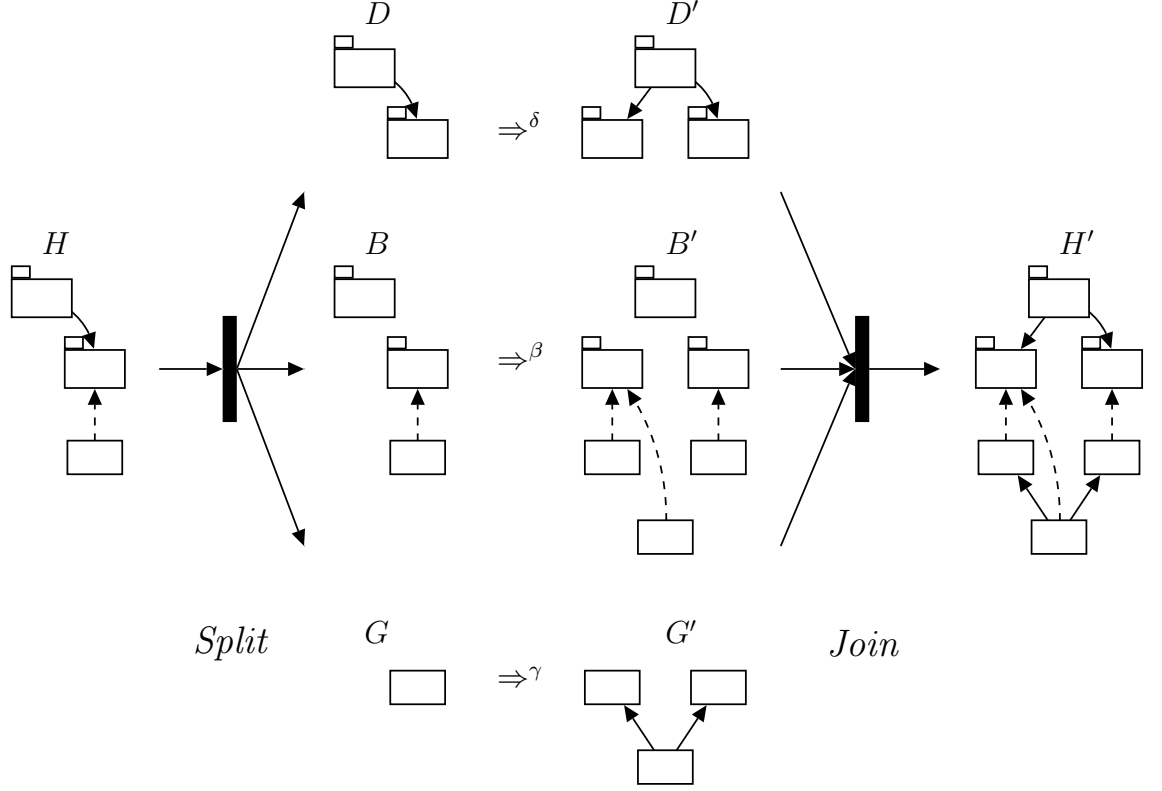 D D′
⇒δ
H B B′ H′
⇒β
Split G G′ Join
⇒γ